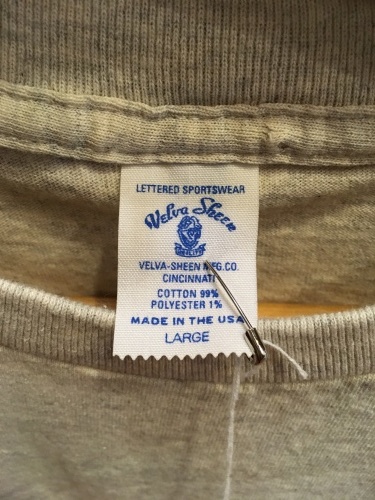 LETTERED SPORTSWEAR
Velva Sheen
VELVA-SHEEN MFG.CO.
CINCINNATI
COTTON 99%
POLYESTER 1%
MADE IN THE USA
LARGE